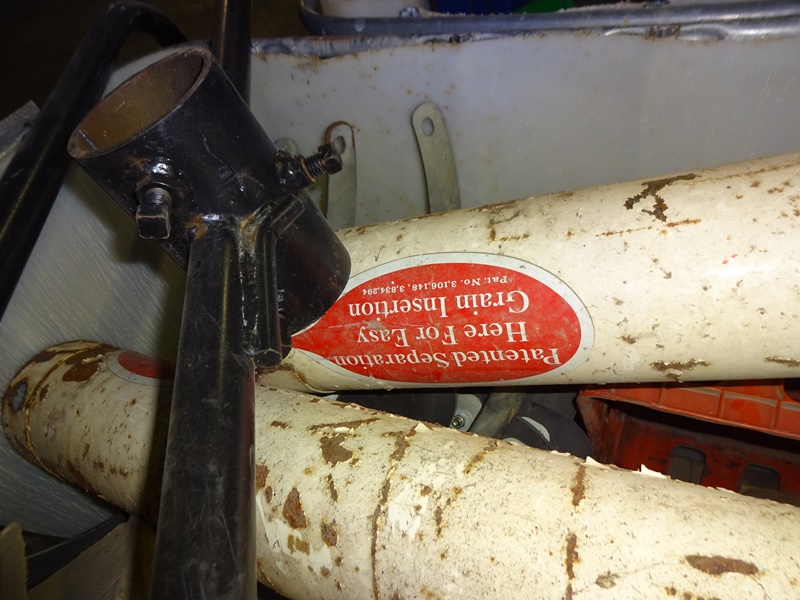 Patented Separation
Here For Easy
Grain Insertion
Pat. No. 3,106,148, 3,834,294